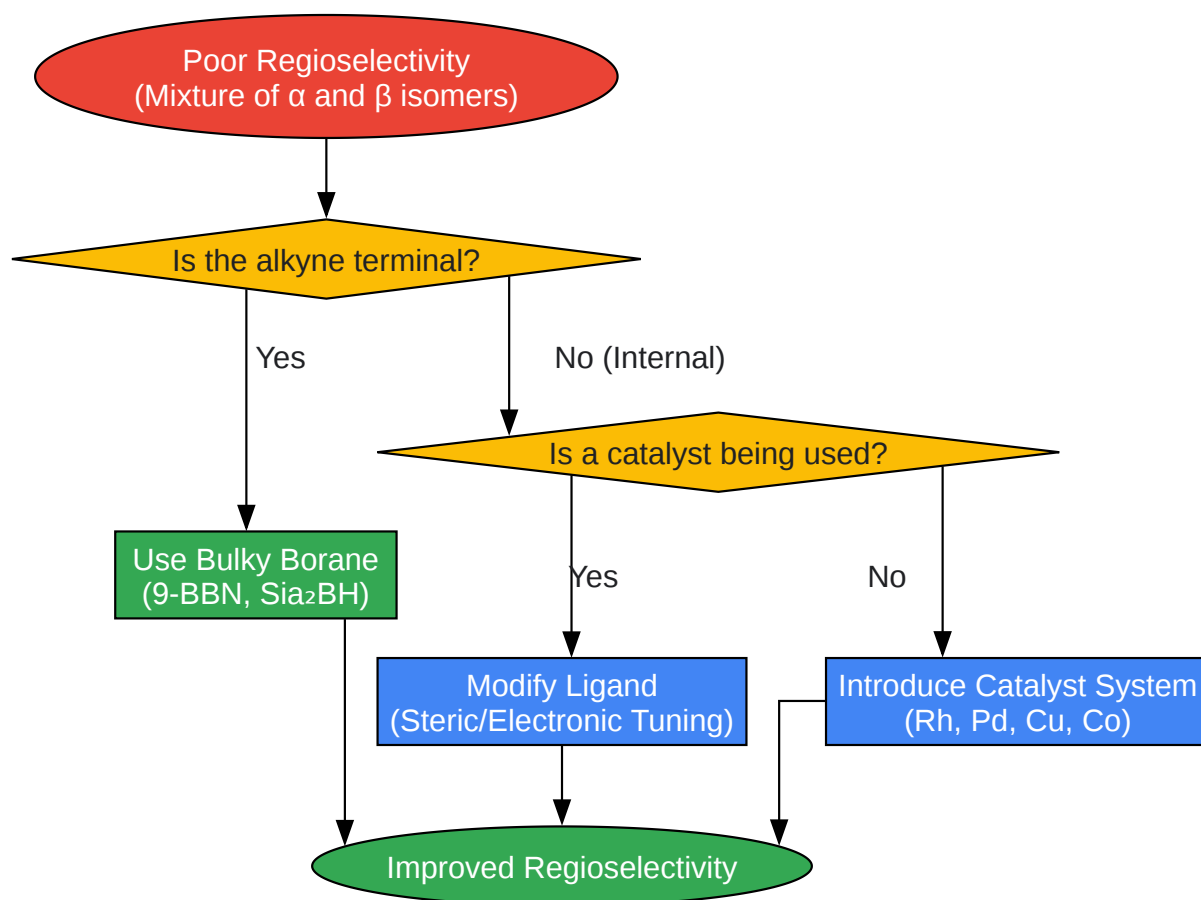 Poor Regioselectivity
(Mixture of α and β isomers)
Is the alkyne terminal?
Yes
No (Internal)
Is a catalyst being used?
Use Bulky Borane
(9-BBN, Sia₂BH)
Yes
No
Modify Ligand
(Steric/Electronic Tuning)
Introduce Catalyst System
(Rh, Pd, Cu, Co)
Improved Regioselectivity